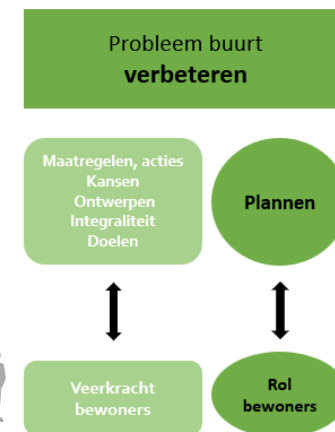 Probleem buurt
verbeteren
Maatregelen, acties
Kansen
Ontwerpen
Integraliteit
Doelen
Plannen
Veerkracht
bewoners
Rol
bewoners